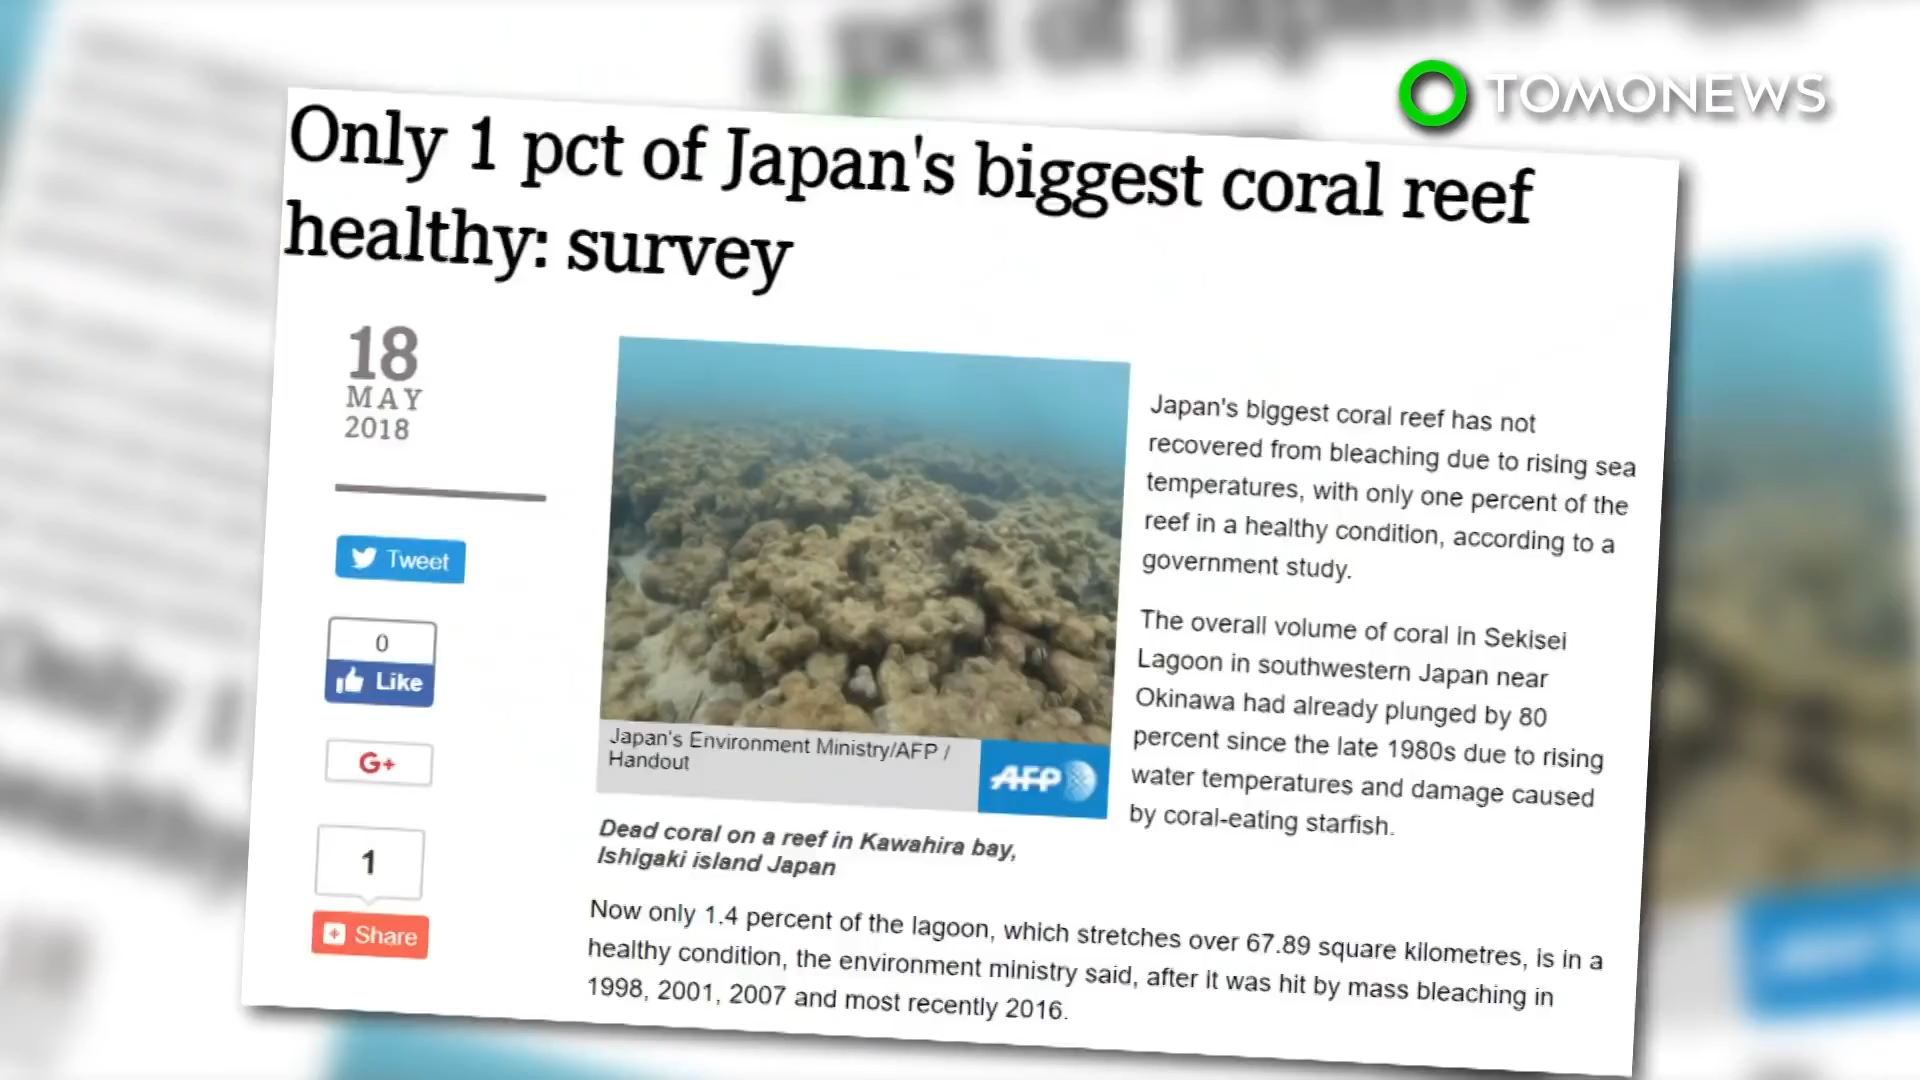 TOMONEWS
Only 1 pct of Japan's biggest coral reef
healthy: survey
18
MAY
2018
Tweet
0
Like
G+
1
Share
Japan's Environment Ministry/AFP /
Handout
AFP
Dead coral on a reef in Kawahira bay,
Ishigaki island Japan
Japan's biggest coral reef has not
recovered from bleaching due to rising sea
temperatures, with only one percent of the
reef in a healthy condition, according to a
government study.
The overall volume of coral in Sekisei
Lagoon in southwestern Japan near
Okinawa had already plunged by 80
percent since the late 1980s due to rising
water temperatures and damage caused
by coral-eating starfish.
Now only 1.4 percent of the lagoon, which stretches over 67.89 square kilometres, is in a
healthy condition, the environment ministry said, after it was hit by mass bleaching in
1998, 2001, 2007 and most recently 2016.